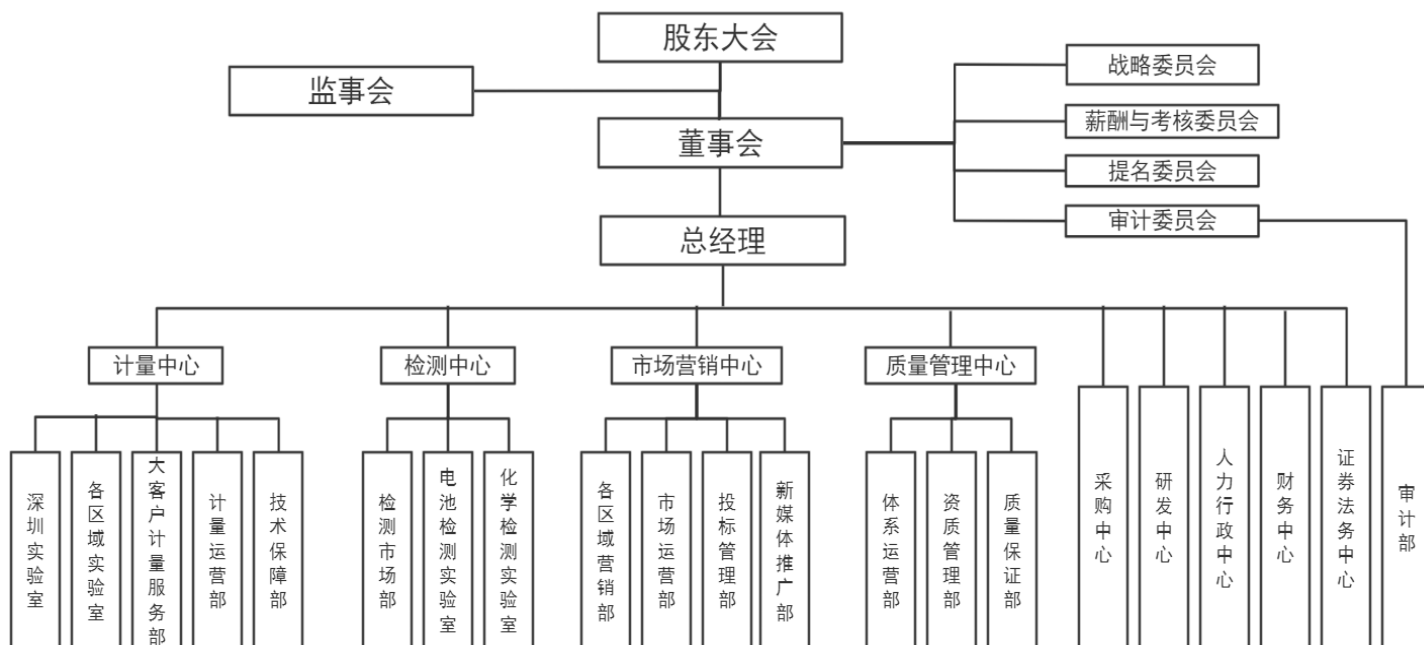 股东大会
监事会
董事会
战略委员会
薪酬与考核委员会
提名委员会
审计委员会
总经理
计量中心
检测中心
市场营销中心
质量管理中心
深圳实验室
各区域实验室
大客户计量服务部
计量运营部
技术保障部
检测市场部
电池检测实验室
化学检测实验室
各区域营销部
市场运营部
投标管理部
新媒体推广部
体系运营部
资质管理部
质量保证部
采购中心
研发中心
人力行政中心
财务中心
证券法务中心
审计部